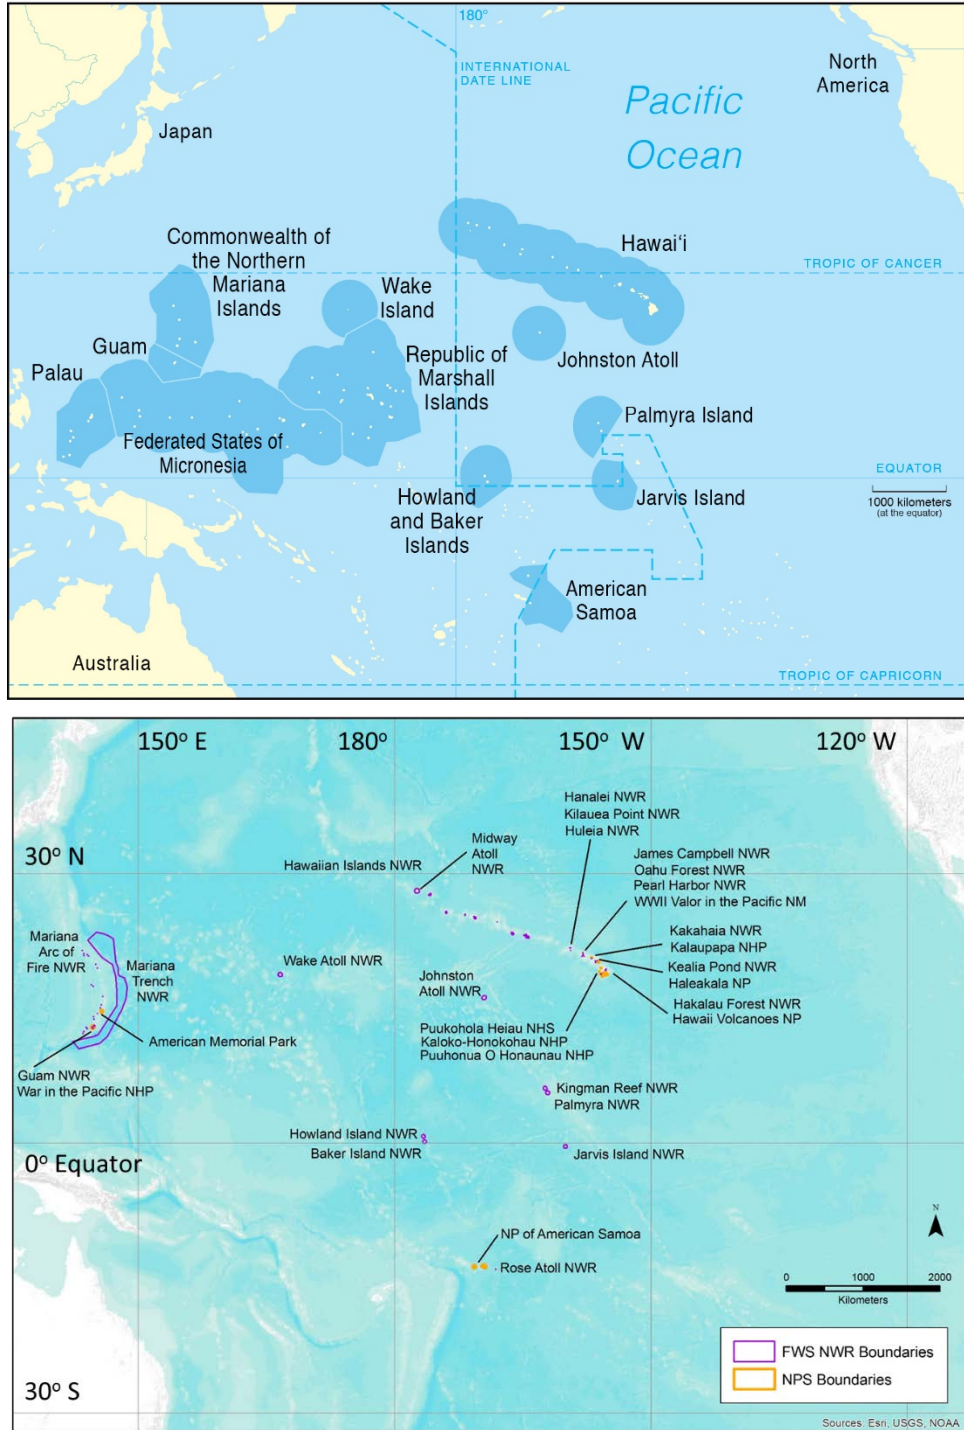 180°
INTERNATIONAL
DATE LINE
North
America
Pacific
Ocean
Japan
Commonwealth of
the Northern
Mariana
Islands
Hawai‘i
TROPIC OF CANCER
Wake
Island
Guam
Palau
Republic of
Marshall
Islands
Johnston Atoll
Palmyra Island
Federated States of
Micronesia
EQUATOR
Howland
and Baker
Islands
Jarvis Island
1000 kilometers
(at the equator)
American
Samoa
Australia
TROPIC OF CAPRICORN
150° E
180°
150° W
120° W
Hanalei NWR
Kilauea Point NWR
Huleia NWR
30° N
Hawaiian Islands NWR
Midway
Atoll
NWR
James Campbell NWR
Oahu Forest NWR
Pearl Harbor NWR
WWII Valor in the Pacific NM
Mariana
Arc of
Fire NWR
Mariana
Trench
NWR
Wake Atoll NWR
Johnston
Atoll NWR
Kakahaia NWR
Kalaupapa NHP
Kealia Pond NWR
Haleakala NP
Hakalau Forest NWR
Hawaii Volcanoes NP
American Memorial Park
Puukohola Heiau NHS
Kaloko-Honokohau NHP
Puuhonua O Honaunau NHP
Guam NWR
War in the Pacific NHP
Kingman Reef NWR
Palmyra NWR
Howland Island NWR
Baker Island NWR
Jarvis Island NWR
0° Equator
NP of American Samoa
Rose Atoll NWR
N
0 1000 2000
Kilometers
FWS NWR Boundaries
NPS Boundaries
30° S
Sources: Esri, USGS, NOAA